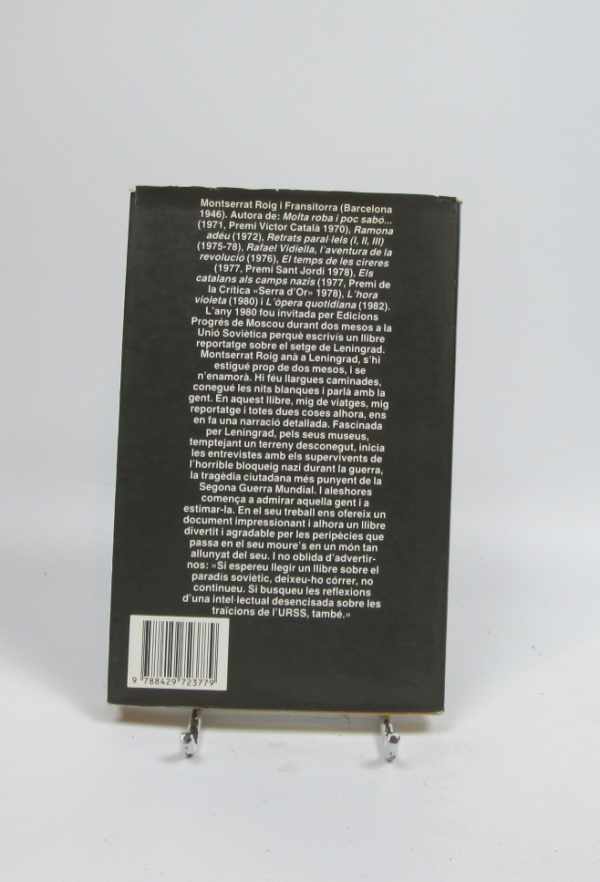 Montserrat Roig i Fransitorra (Barcelona
1946). Autora de: Molta roba i poc sabó...
(1971, Premi Víctor Català 1970), Ramona
adéu (1972), Retrats paral·lels (I, II, III)
(1975-78), Rafael Vidiella, l'aventura de la
revolució (1976), El temps de les cireres
(1977, Premi Sant Jordi 1978), Els
catalans als camps nazis (1977, Premi de
la Crítica «Serra d'Or» 1978), L'hora
violeta (1980) i L'òpera quotidiana (1982).
L'any 1980 fou invitada per Edicions
Progrés de Moscou durant dos mesos a la
Unió Soviètica perquè escrivís un llibre
reportatge sobre el setge de Leningrad.
Montserrat Roig anà a Leningrad, s'hi
estigué prop de dos mesos, i se
n'enamorà. Hi féu llargues caminades,
conegué les nits blanques i parlà amb la
gent. En aquest llibre, mig de viatges, mig
reportatge i totes dues coses alhora, ens
en fa una narració detallada. Fascinada
per Leningrad, pels seus museus,
temptejant un terreny desconegut, inicia
les entrevistes amb els supervivents de
l'horrible bloqueig nazi durant la guerra,
la tragèdia ciutadana més punyent de la
Segona Guerra Mundial. I aleshores
comença a admirar aquella gent i a
estimar-la. En el seu treball ens ofereix un
document impressionant i alhora un llibre
divertit i agradable per les peripècies que
passa en el seu moure's en un món tan
allunyat del seu. I no oblida d'advertir-
nos: «Si espereu llegir un llibre sobre el
paradís soviètic, deixeu-ho córrer, no
continueu. Si busqueu les reflexions
d'una intel·lectual desencisada sobre les
traïcions de l'URSS, també.»
9 788429 723779